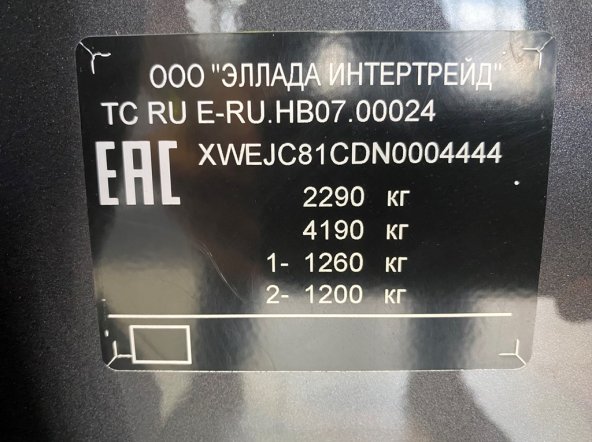 ООО "ЭЛЛАДА ИНТЕРТРЕЙД"
ТС RU E-RU.HB07.00024
EAC
XWEJC81CDN0004444
2290 кг
4190 кг
1- 1260 кг
2- 1200 кг